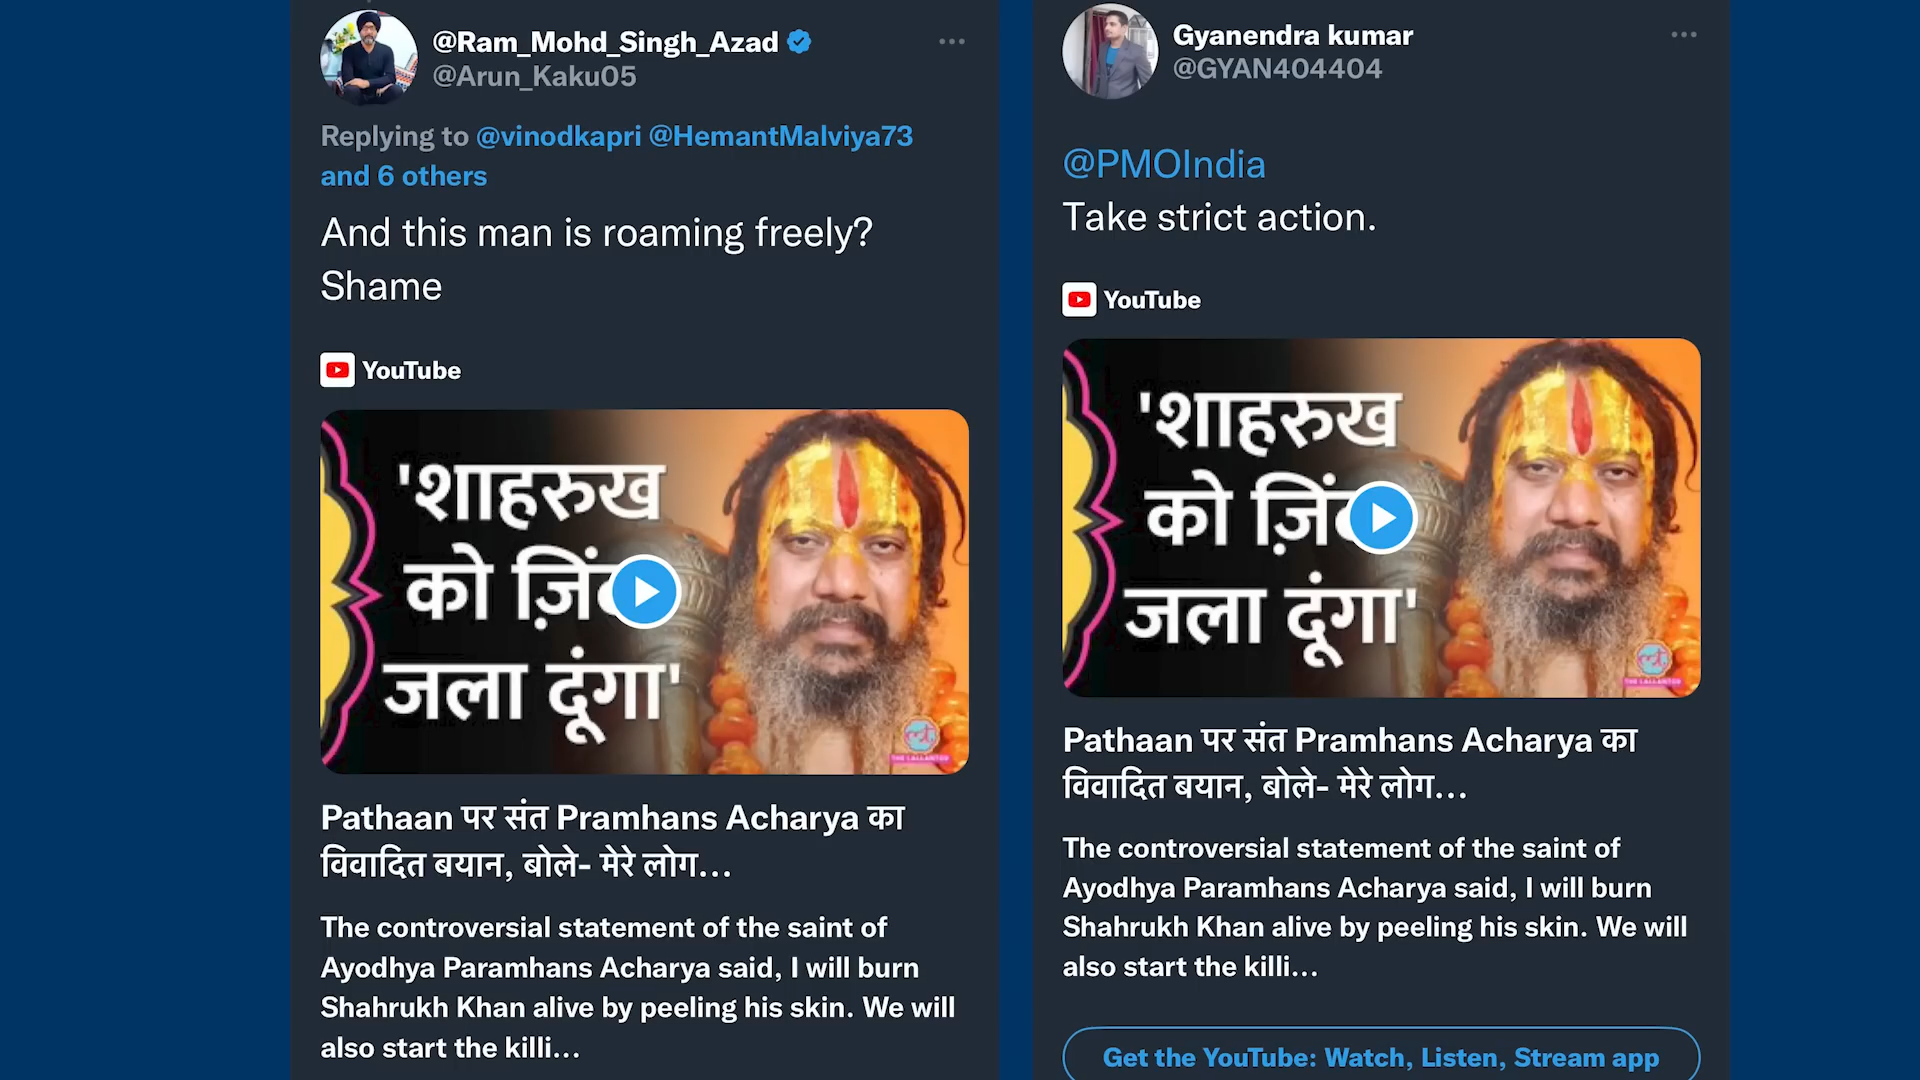 @Ram_Mohd_Singh_Azad
@Arun_Kaku05
Replying to @vinodkapri @HemantMalviya73
and 6 others
And this man is roaming freely?
Shame
YouTube
'शाहरुख
को
जला दूंगा'
THE LALLANTOP
Pathaan पर संत Pramhans Acharya का
विवादित बयान, बोले- मेरे लोग...
The controversial statement of the saint of
Ayodhya Paramhans Acharya said, I will burn
Shahrukh Khan alive by peeling his skin. We will
also start the killi...
Gyanendra kumar
@GYAN404404
@PMOIndia
Take strict action.
YouTube
'शाहरुख
को
जला दूंगा'
THE LALLANTOP
Pathaan पर संत Pramhans Acharya का
विवादित बयान, बोले- मेरे लोग...
The controversial statement of the saint of
Ayodhya Paramhans Acharya said, I will burn
Shahrukh Khan alive by peeling his skin. We will
also start the killi...
Get the YouTube: Watch, Listen, Stream app